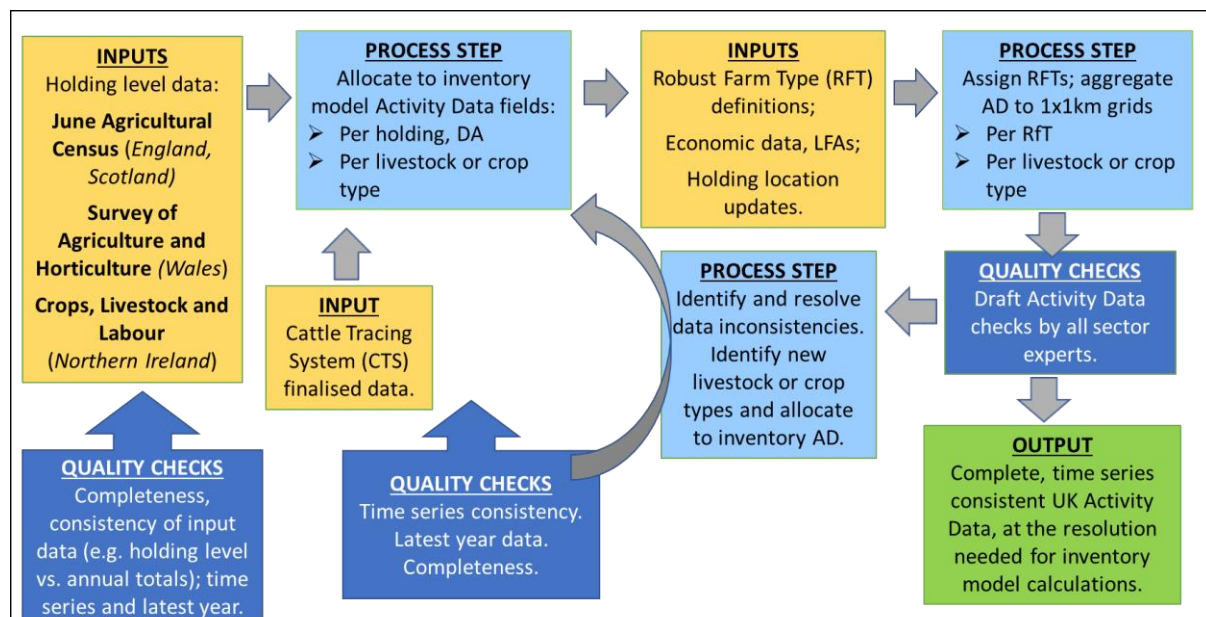 INPUTS
Holding level data:
June Agricultural
Census (England,
Scotland)
Survey of
Agriculture and
Horticulture (Wales)
Crops, Livestock and
Labour
(Northern Ireland)
PROCESS STEP
Allocate to inventory
model Activity Data fields:
➢ Per holding, DA
➢ Per livestock or crop
type
INPUTS
Robust Farm Type (RFT)
definitions;
Economic data, LFAs;
Holding location
updates.
PROCESS STEP
Assign RFTs; aggregate
AD to 1x1km grids
➢ Per RfT
➢ Per livestock or crop
type
INPUT
Cattle Tracing
System (CTS)
finalised data.
PROCESS STEP
Identify and resolve
data inconsistencies.
Identify new
livestock or crop
types and allocate
to inventory AD.
QUALITY CHECKS
Draft Activity Data
checks by all sector
experts.
QUALITY CHECKS
Completeness,
consistency of input
data (e.g. holding level
vs. annual totals); time
series and latest year.
QUALITY CHECKS
Time series consistency.
Latest year data.
Completeness.
OUTPUT
Complete, time series
consistent UK Activity
Data, at the resolution
needed for inventory
model calculations.